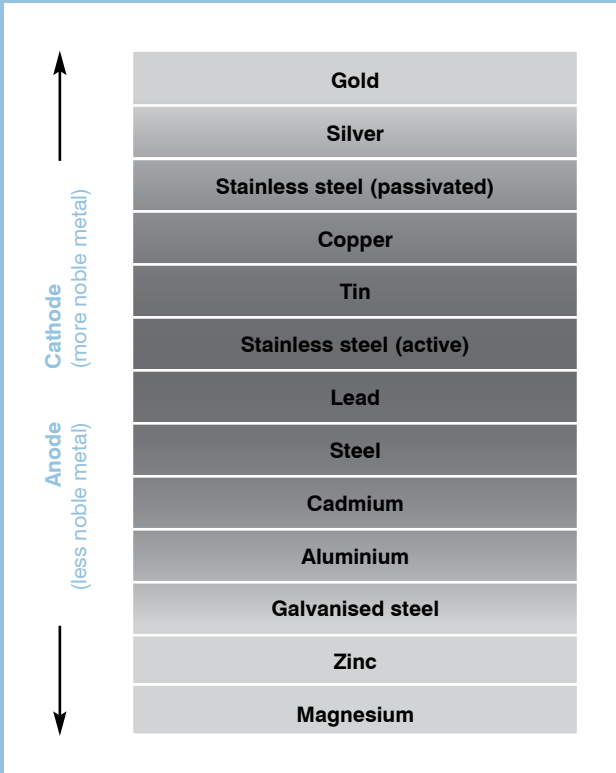 Gold
Silver
Stainless steel (passivated)
Copper
Tin
Stainless steel (active)
Lead
Steel
Cadmium
Aluminium
Galvanised steel
Zinc
Magnesium
Cathode
(more noble metal)
Anode
(less noble metal)